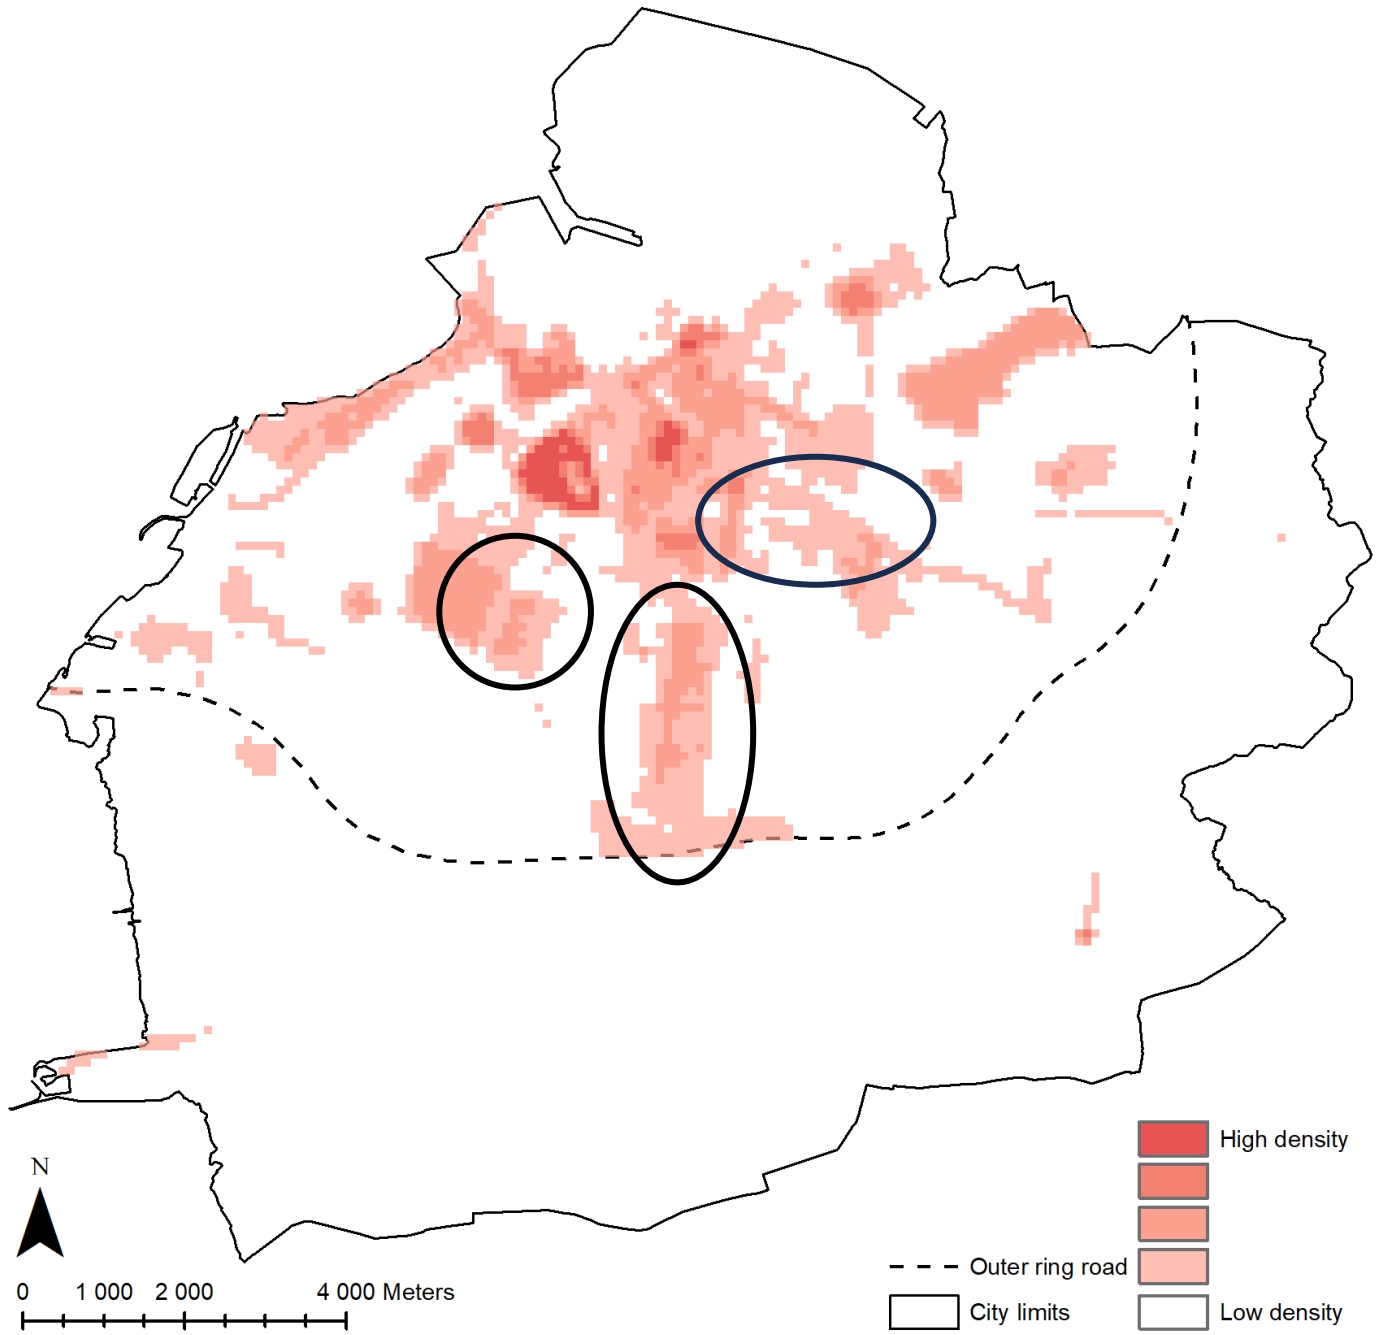 N
0 1 000 2 000 4 000 Meters
Outer ring road
City limits
High density
Low density